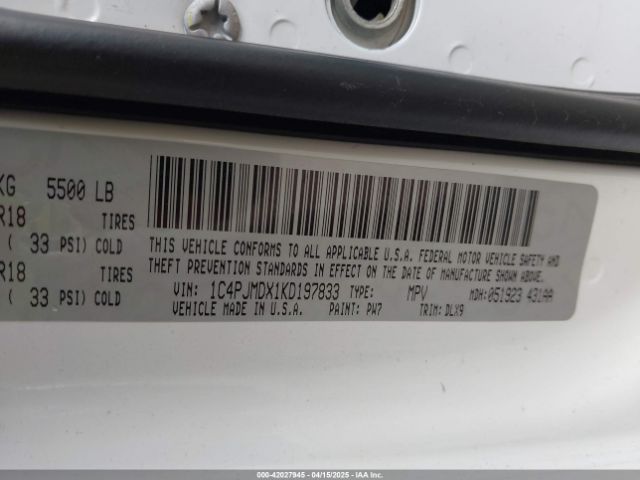 KG 5500 LB
R18 TIRES
( 33 PSI) COLD
R18 TIRES
( 33 PSI) COLD
THIS VEHICLE CONFORMS TO ALL APPLICABLE U.S.A. FEDERAL MOTOR VEHICLE SAFETY AND
THEFT PREVENTION STANDARDS IN EFFECT ON THE DATE OF MANUFACTURE SHOWN ABOVE.
VIN: 1C4PJMDX1KD197833 TYPE: MPV MDH: 051923 431AA
VEHICLE MADE IN U.S.A. PAINT: PW7 TRIM: DLX9
000-42027945 - 04/15/2025 - IAAI.COM